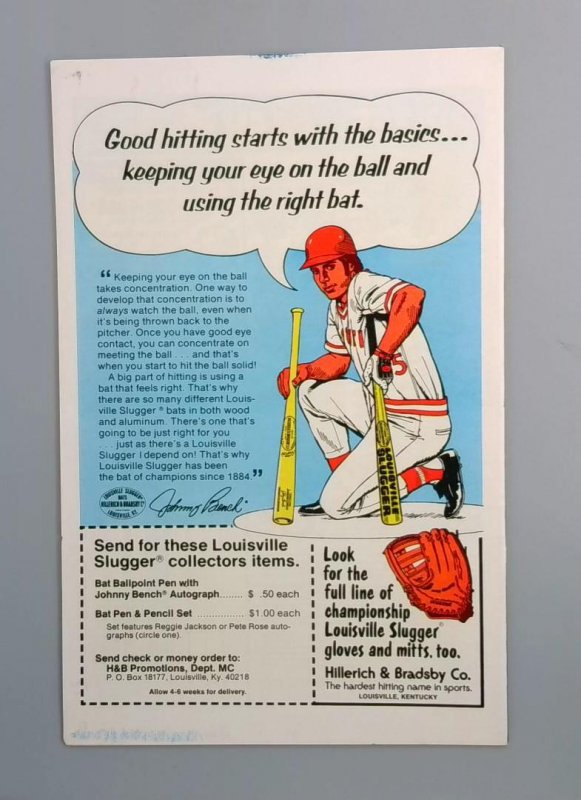 Good hitting starts with the basics...
keeping your eye on the ball and
using the right bat.
“ Keeping your eye on the ball
takes concentration. One way to
develop that concentration is to
always watch the ball, even when
it's being thrown back to the
pitcher. Once you have good eye
contact, you can concentrate on
meeting the ball . . . and that's
when you start to hit the ball solid!
A big part of hitting is using a
bat that feels right. That's why
there are so many different Louis-
ville Slugger® bats in both wood
and aluminum. There's one that's
going to be just right for you
. . . just as there's a Louisville
Slugger I depend on! That's why
Louisville Slugger has been
the bat of champions since 1884.”
LOUISVILLE SLUGGER
BATS
HILLERICH & BRADSBY Co
LOUISVILLE, KY.
Johnny Bench
5
LOUISVILLE
SLUGGER
Send for these Louisville
Slugger® collectors items.
Bat Ballpoint Pen with
Johnny Bench® Autograph........ $ .50 each
Bat Pen & Pencil Set ................... $1.00 each
Set features Reggie Jackson or Pete Rose auto-
graphs (circle one).
Send check or money order to:
H&B Promotions, Dept. MC
P. O. Box 18177, Louisville, Ky. 40218
Allow 4-6 weeks for delivery.
Look
for the
full line of
championship
Louisville Slugger®
gloves and mitts, too.
Hillerich & Bradsby Co.
The hardest hitting name in sports.
LOUISVILLE, KENTUCKY